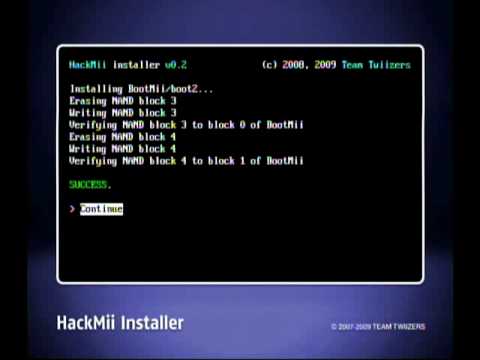 HackMii installer v0.2 (c) 2008, 2009 Team Twiizers
Installing BootMii/boot2...
Erasing NAND block 3
Writing NAND block 3
Verifying NAND block 3 to block 0 of BootMii
Erasing NAND block 4
Writing NAND block 4
Verifying NAND block 4 to block 1 of BootMii
SUCCESS.
> Continue
HackMii Installer
© 2007-2009 TEAM TWIIZERS